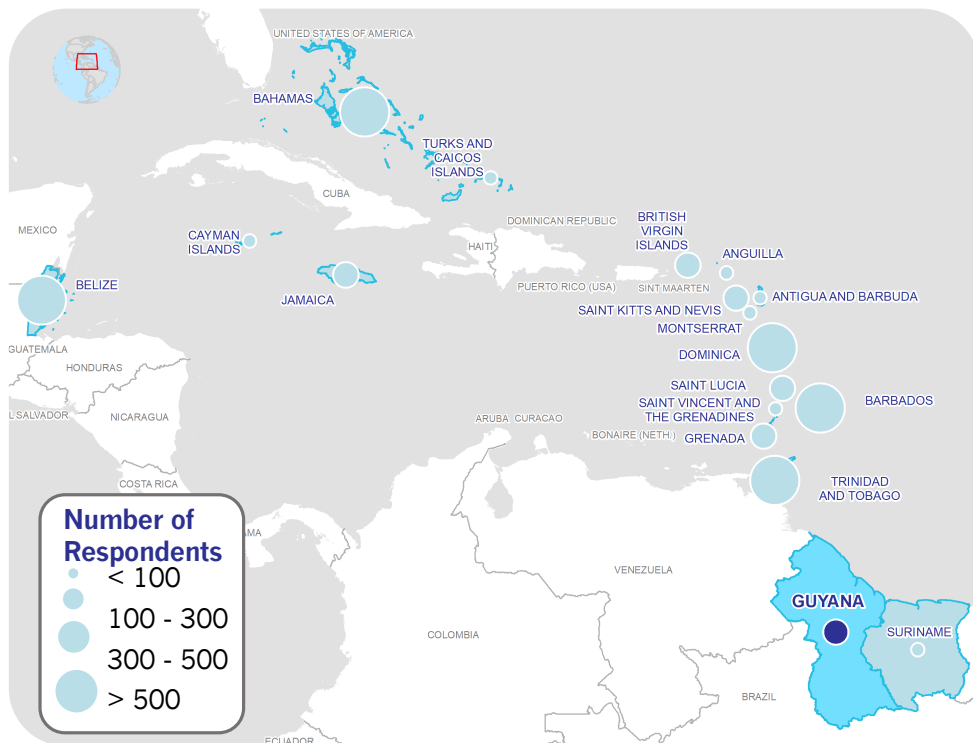 UNITED STATES OF AMERICA
BAHAMAS
TURKS AND
CAICOS
ISLANDS
CUBA
MEXICO
CAYMAN
ISLANDS
HAITI
DOMINICAN REPUBLIC
BRITISH
VIRGIN
ISLANDS
ANGUILLA
BELIZE
JAMAICA
PUERTO RICO (USA)
SINT MAARTEN
ANTIGUA AND BARBUDA
SAINT KITTS AND NEVIS
MONTSERRAT
GUATEMALA
HONDURAS
DOMINICA
SAINT LUCIA
L SALVADOR
NICARAGUA
SAINT VINCENT AND
THE GRENADINES
BARBADOS
ARUBA
CURACAO
BONAIRE (NETH.)
GRENADA
COSTA RICA
TRINIDAD
AND TOBAGO
AMA
VENEZUELA
GUYANA
SURINAME
COLOMBIA
BRAZIL
ECUADOR
Number of
Respondents
< 100
100 - 300
300 - 500
> 500